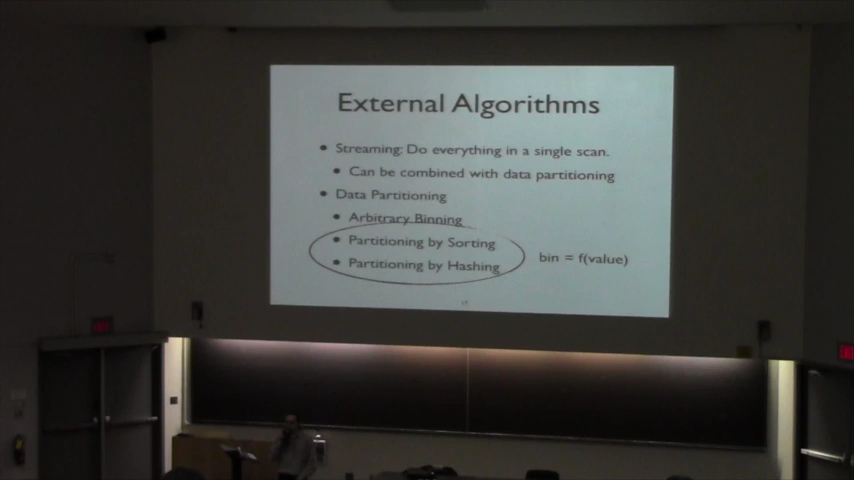 External Algorithms
• Streaming: Do everything in a single scan.
• Can be combined with data partitioning
• Data Partitioning
• Arbitrary Binning
• Partitioning by Sorting
• Partitioning by Hashing
bin = f(value)